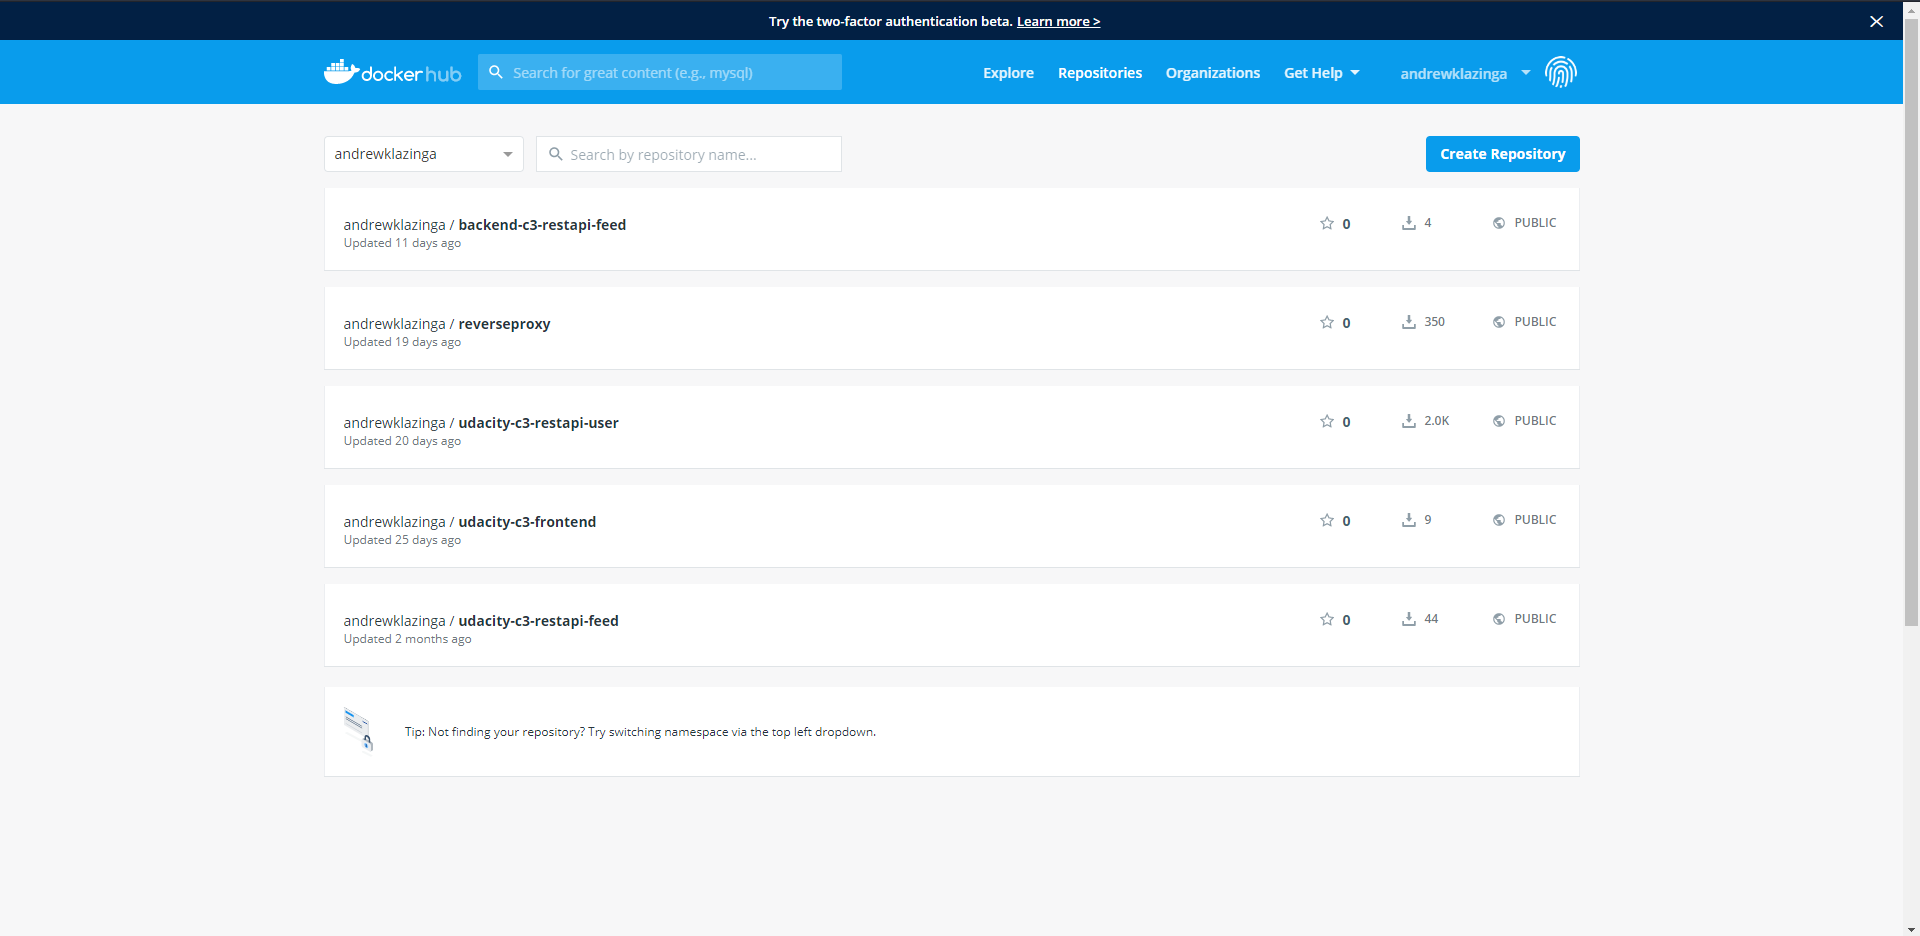 Try the two-factor authentication beta. Learn more >
docker hub
Search for great content (e.g., mysql)
Explore Repositories Organizations Get Help andrewklazinga
andrewklazinga
Search by repository name...
Create Repository
andrewklazinga / backend-c3-restapi-feed 0 4 PUBLIC
Updated 11 days ago
andrewklazinga / reverseproxy 0 350 PUBLIC
Updated 19 days ago
andrewklazinga / udacity-c3-restapi-user 0 2.0K PUBLIC
Updated 20 days ago
andrewklazinga / udacity-c3-frontend 0 9 PUBLIC
Updated 25 days ago
andrewklazinga / udacity-c3-restapi-feed 0 44 PUBLIC
Updated 2 months ago
Tip: Not finding your repository? Try switching namespace via the top left dropdown.